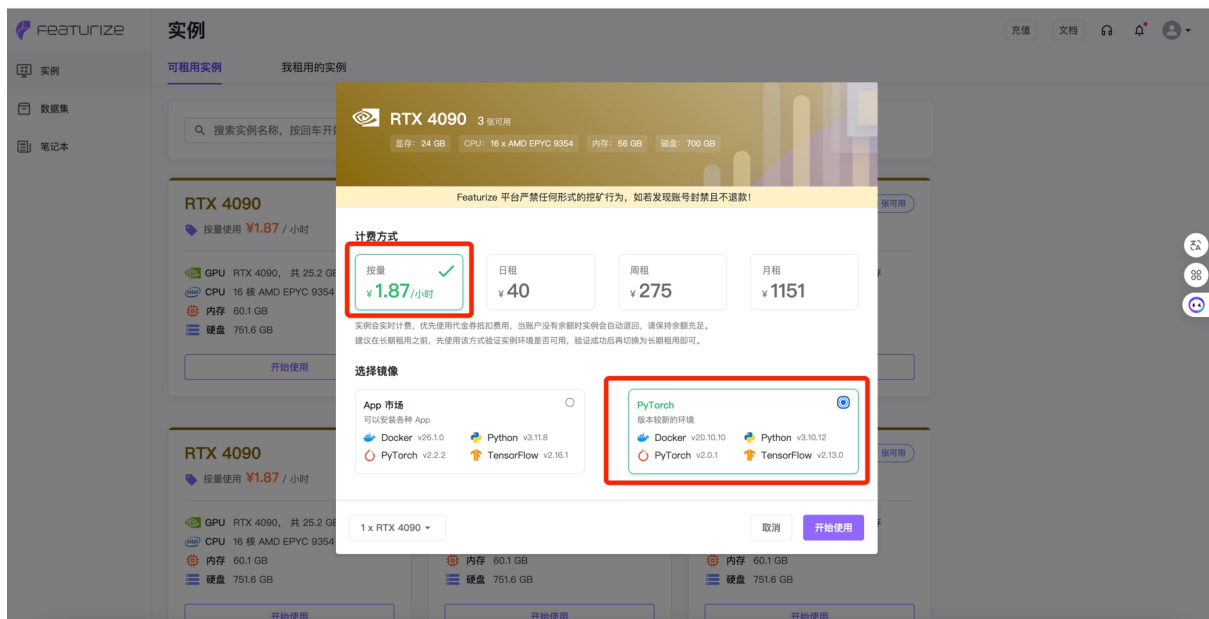 Featurize
实例
充值
文档
实例
数据集
笔记本
可租用实例
我租用的实例
搜索实例名称，按回车开
RTX 4090
按量使用 ¥1.87 / 小时
GPU RTX 4090, 共 25.2 GB
CPU 16 核 AMD EPYC 9354
内存 60.1 GB
硬盘 751.6 GB
开始使用
RTX 4090 3 张可用
显存: 24 GB CPU: 16 x AMD EPYC 9354 内存: 56 GB 磁盘: 700 GB
Featurize 平台严禁任何形式的挖矿行为，如若发现账号封禁且不退款！
计费方式
按量
¥ 1.87/小时
日租
¥ 40
周租
¥ 275
月租
¥ 1151
实例会实时计费，优先使用代金券抵扣费用，当账户没有余额时实例会自动退回，请保持余额充足。
建议在长期租用之前，先使用该方式验证实例环境是否可用，验证成功后再切换为长期租用即可。
选择镜像
App 市场
可以安装各种 App
Docker v26.1.0 Python v3.11.8
PyTorch v2.2.2 TensorFlow v2.16.1
PyTorch
版本较新的环境
Docker v20.10.10 Python v3.10.12
PyTorch v2.0.1 TensorFlow v2.13.0
1 x RTX 4090
取消
开始使用
张可用
RTX 4090
按量使用 ¥1.87 / 小时
张可用
GPU RTX 4090, 共 25.2 GB
CPU 16 核 AMD EPYC 9354
内存 60.1 GB
硬盘 751.6 GB
开始使用
内存 60.1 GB
硬盘 751.6 GB
开始使用
内存 60.1 GB
硬盘 751.6 GB
开始使用